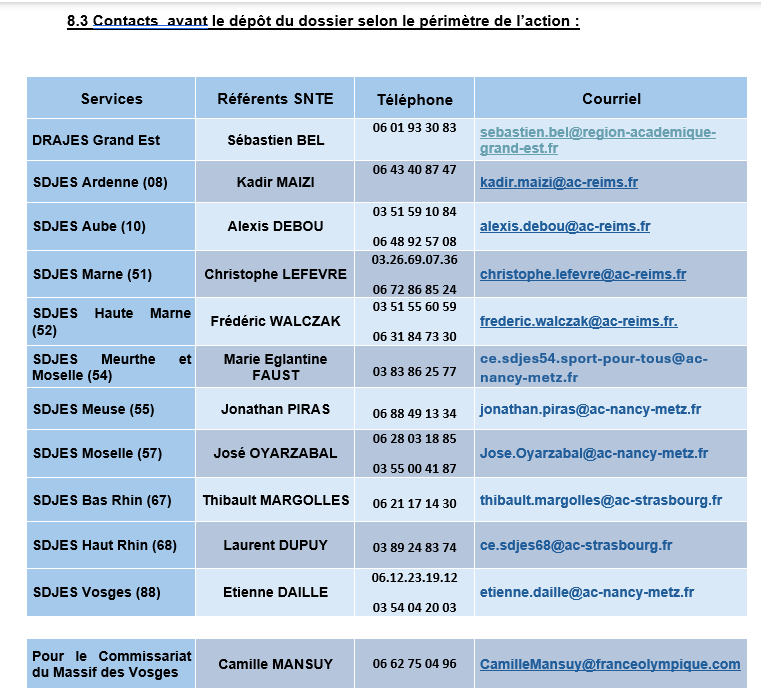 8.3 Contacts avant le dépôt du dossier selon le périmètre de l'action :
Services Référents SNTE Téléphone Courriel
DRAJES Grand Est Sébastien BEL 06 01 93 30 83 sebastien.bel@region-academique-
grand-est.fr
SDJES Ardenne (08) Kadir MAIZI 06 43 40 87 47 kadir.maizi@ac-reims.fr
SDJES Aube (10) Alexis DEBOU 03 51 59 10 84 alexis.debou@ac-reims.fr
06 48 92 57 08
SDJES Marne (51) Christophe LEFEVRE 03.26.69.07.36 christophe.lefevre@ac-reims.fr
06 72 86 85 24
SDJES Haute Marne Frédéric WALCZAK 03 51 55 60 59 frederic.walczak@ac-reims.fr.
(52) 06 31 84 73 30
SDJES Meurthe et Marie Eglantine 03 83 86 25 77 ce.sdjes54.sport-pour-tous@ac-
Moselle (54) FAUST nancy-metz.fr
SDJES Meuse (55) Jonathan PIRAS 06 88 49 13 34 jonathan.piras@ac-nancy-metz.fr
SDJES Moselle (57) José OYARZABAL 06 28 03 18 85 Jose.Oyarzabal@ac-nancy-metz.fr
03 55 00 41 87
SDJES Bas Rhin (67) Thibault MARGOLLES 06 21 17 14 30 thibault.margolles@ac-strasbourg.fr
SDJES Haut Rhin (68) Laurent DUPUY 03 89 24 83 74 ce.sdjes68@ac-strasbourg.fr
SDJES Vosges (88) Etienne DAILLE 06.12.23.19.12 etienne.daille@ac-nancy-metz.fr
03 54 04 20 03
Pour le Commissariat Camille MANSUY 06 62 75 04 96 CamilleMansuy@franceolympique.com
du Massif des Vosges